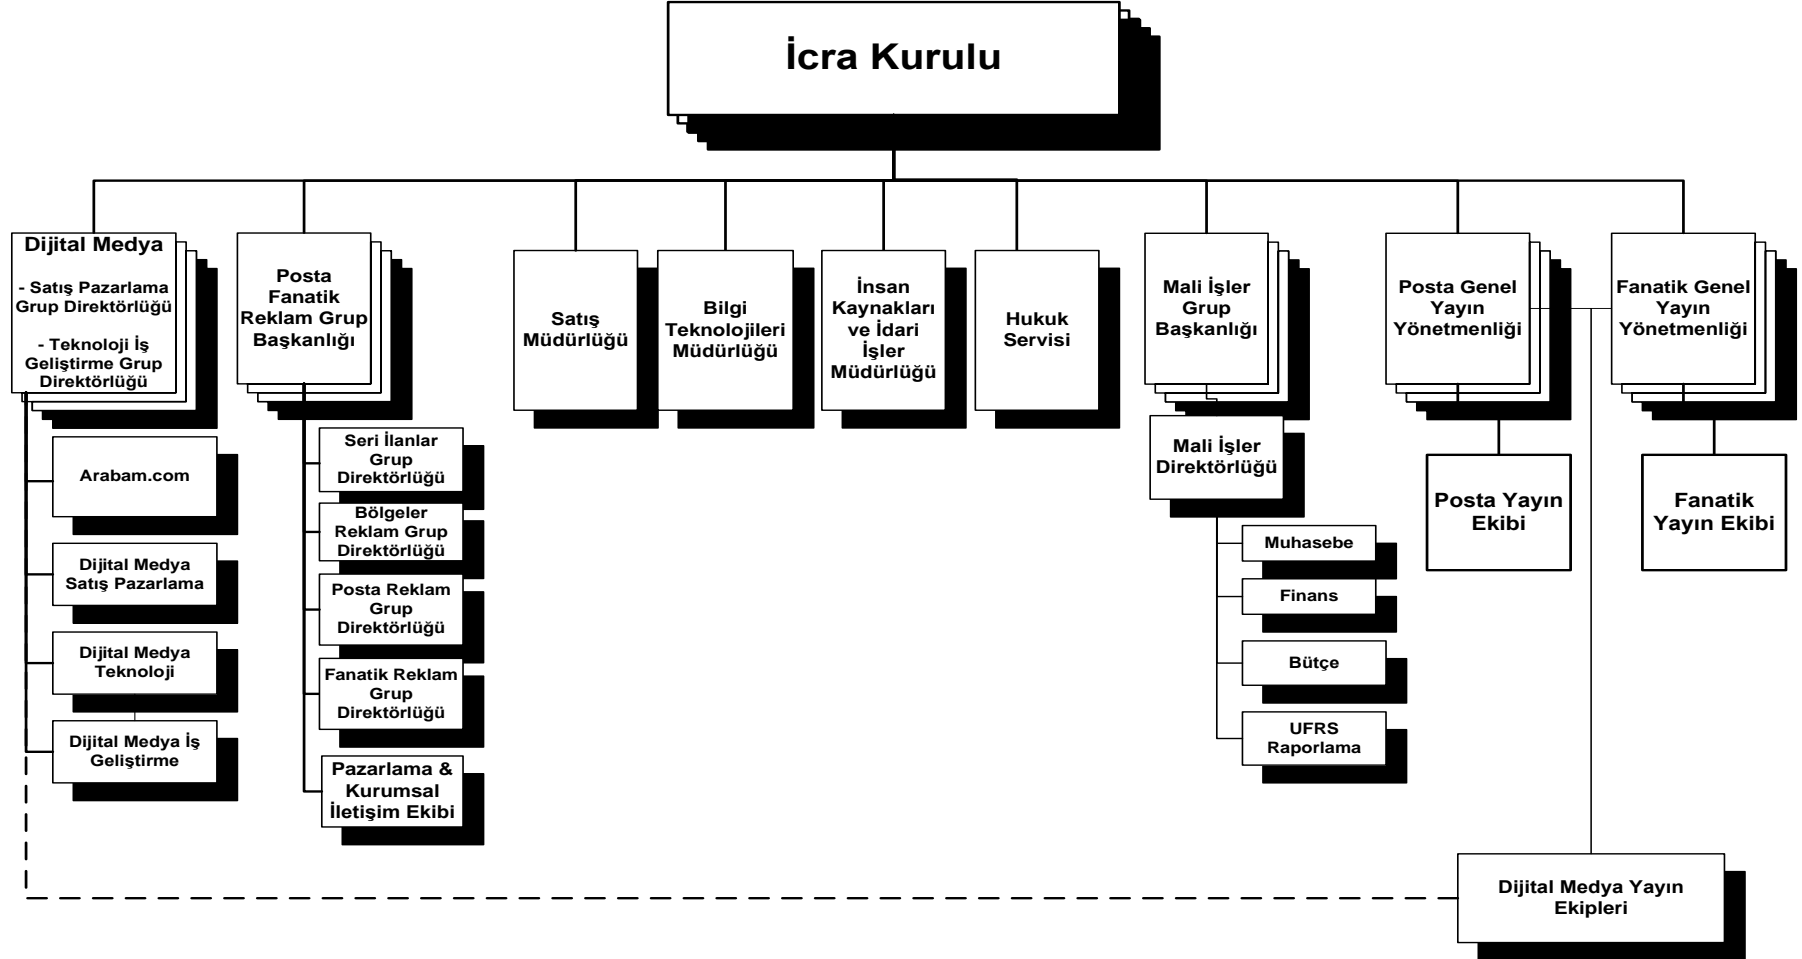 İcra Kurulu
Dijital Medya
- Satış Pazarlama
Grup Direktörlüğü
- Teknoloji İş
Geliştirme Grup
Direktörlüğü
Posta
Fanatik
Reklam Grup
Başkanlığı
Satış
Müdürlüğü
Bilgi
Teknolojileri
Müdürlüğü
İnsan
Kaynakları
ve İdari
İşler
Müdürlüğü
Hukuk
Servisi
Mali İşler
Grup
Başkanlığı
Posta Genel
Yayın
Yönetmenliği
Fanatik Genel
Yayın
Yönetmenliği
Arabam.com
Dijital Medya
Satış Pazarlama
Dijital Medya
Teknoloji
Dijital Medya İş
Geliştirme
Seri İlanlar
Grup
Direktörlüğü
Bölgeler
Reklam Grup
Direktörlüğü
Posta Reklam
Grup
Direktörlüğü
Fanatik Reklam
Grup
Direktörlüğü
Pazarlama &
Kurumsal
İletişim Ekibi
Mali İşler
Direktörlüğü
Muhasebe
Finans
Bütçe
UFRS
Raporlama
Posta Yayın
Ekibi
Fanatik
Yayın Ekibi
Dijital Medya Yayın
Ekipleri